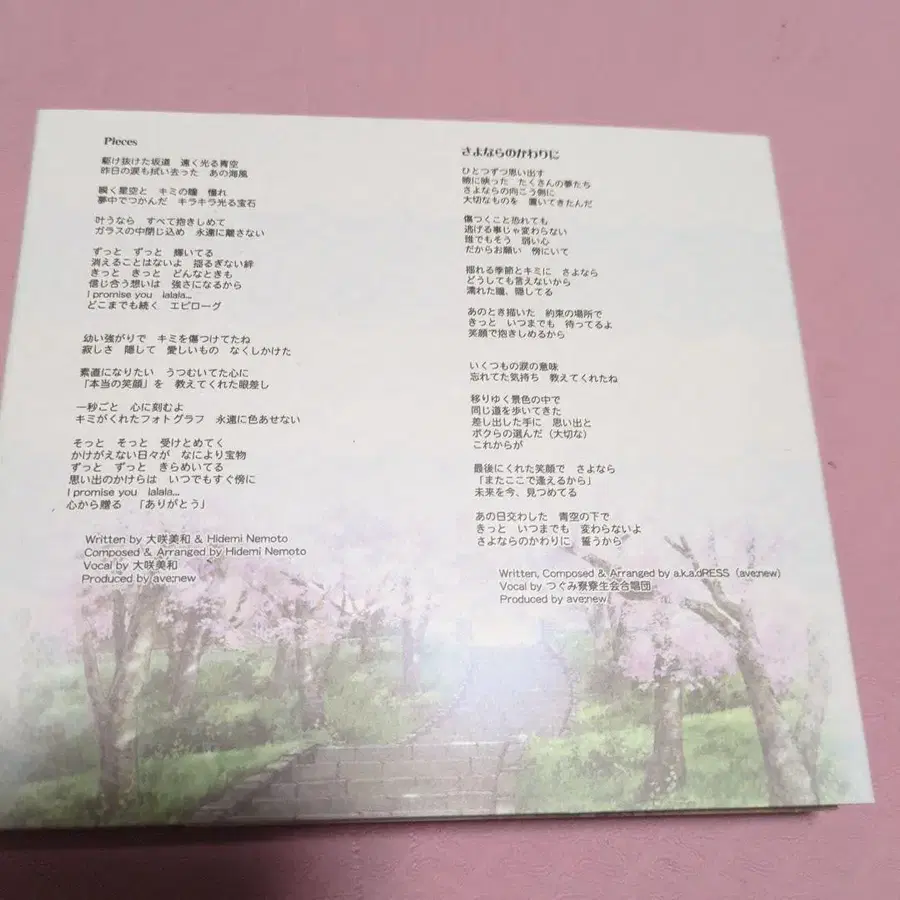 Pieces
駆け抜けた坂道　遠く光る青空
昨日の涙も拭い去った　あの海風
瞬く星空と　キミの瞳　憧れ
夢中でつかんだ　キラキラ光る宝石
叶うなら　すべて抱きしめて
ガラスの中閉じ込め　永遠に離さない
ずっと　ずっと　輝いてる
消えることはないよ　揺るぎない絆
きっと　きっと　どんなときも
信じ合う想いは　強さになるから
I promise you　lalala...
どこまでも続く　エピローグ
幼い強がりで　キミを傷つけてたね
寂しさ　隠して　愛しいもの　なくしかけた
素直になりたい　うつむいてた心に
「本当の笑顔」を　教えてくれた眼差し
一秒ごと　心に刻むよ
キミがくれたフォトグラフ　永遠に色あせない
そっと　そっと　受けとめてく
かけがえない日々が　なにより宝物
ずっと　ずっと　きらめいてる
思い出のかけらは　いつでもすぐ傍に
I promise you　lalala...
心から贈る　「ありがとう」
Written by 大咲美和 & Hidemi Nemoto
Composed & Arranged by Hidemi Nemoto
Vocal by 大咲美和
Produced by ave;new
さよならのかわりに
ひとつずつ思い出す
瞳に映った　たくさんの夢たち
さよならの向こう側に
大切なものを　置いてきたんだ
傷つくこと恐れても
逃げる事じゃ変わらない
誰でもそう　弱い心
だからお願い　傍にいて
揺れる季節とキミに　さよなら
どうしても言えないから
濡れた瞳、隠してる
あのとき描いた　約束の場所で
きっと　いつまでも　待ってるよ
笑顔で抱きしめるから
いくつもの涙の意味
忘れてた気持ち　教えてくれたね
移りゆく景色の中で
同じ道を歩いてきた
差し出した手に　思い出と
ボクらの選んだ（大切な）
これからが
最後にくれた笑顔で　さよなら
「またここで逢えるから」
未来を今、見つめてる
あの日交わした　青空の下で
きっと　いつまでも　変わらないよ
さよならのかわりに　誓うから
Written, Composed & Arranged by a.k.a.dRESS（ave;new）
Vocal by つぐみ寮寮生会合唱団
Produced by ave;new